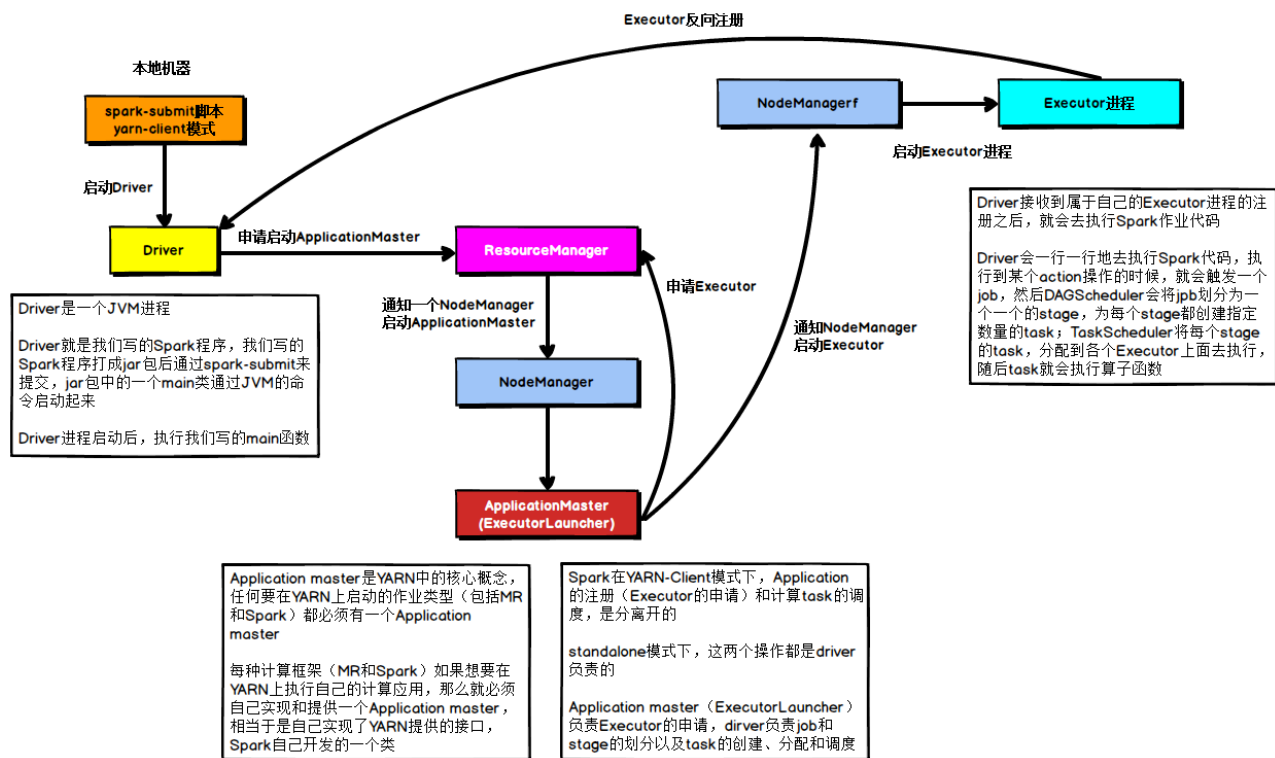 Executor反向注册
本地机器
spark-submit脚本
yarn-client模式
NodeManagerf
Executor进程
启动Executor进程
启动Driver
Driver
申请启动ApplicationMaster
ResourceManager
申请Executor
通知一个NodeManager
启动ApplicationMaster
通知NodeManager
启动Executor
NodeManager
ApplicationMaster
(ExecutorLauncher)
Driver是一个JVM进程
Driver就是我们写的Spark程序，我们写的
Spark程序打成jar包后通过spark-submit来
提交，jar包中的一个main类通过JVM的命
令启动起来
Driver进程启动后，执行我们写的main函数
Driver接收到属于自己的Executor进程的注
册之后，就会去执行Spark作业代码
Driver会一行一行地去执行Spark代码，执
行到某个action操作的时候，就会触发一个
job，然后DAGScheduler会将jpb划分为一
个一个的stage，为每个stage都创建指定
数量的task；TaskScheduler将每个stage
的task，分配到各个Executor上面去执行，
随后task就会执行算子函数
Application master是YARN中的核心概念，
任何要在YARN上启动的作业类型（包括MR
和Spark）都必须有一个Application
master
每种计算框架（MR和Spark）如果想要在
YARN上执行自己的计算应用，那么就必须
自己实现和提供一个Application master，
相当于是自己实现了YARN提供的接口，
Spark自己开发的一个类
Spark在YARN-Client模式下，Application
的注册（Executor的申请）和计算task的调
度，是分离开的
standalone模式下，这两个操作都是driver
负责的
Application master（ExecutorLauncher）
负责Executor的申请，dirver负责job和
stage的划分以及task的创建、分配和调度